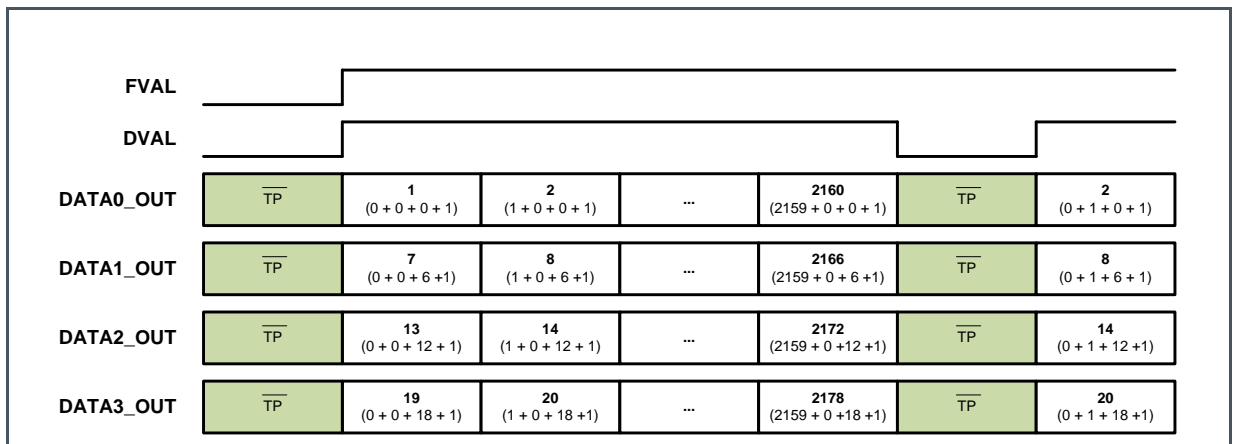 FVAL
DVAL
DATA0_OUT TP 1 2 ... 2160 TP 2
(0 + 0 + 0 + 1) (1 + 0 + 0 + 1) (2159 + 0 + 0 + 1) (0 + 1 + 0 + 1)
DATA1_OUT TP 7 8 ... 2166 TP 8
(0 + 0 + 6 +1) (1 + 0 + 6 +1) (2159 + 0 + 6 +1) (0 + 1 + 6 + 1)
DATA2_OUT TP 13 14 ... 2172 TP 14
(0 + 0 + 12 + 1) (1 + 0 + 12 + 1) (2159 + 0 +12 +1) (0 + 1 + 12 +1)
DATA3_OUT TP 19 20 ... 2178 TP 20
(0 + 0 + 18 + 1) (1 + 0 + 18 +1) (2159 + 0 +18 +1) (0 + 1 + 18 +1)